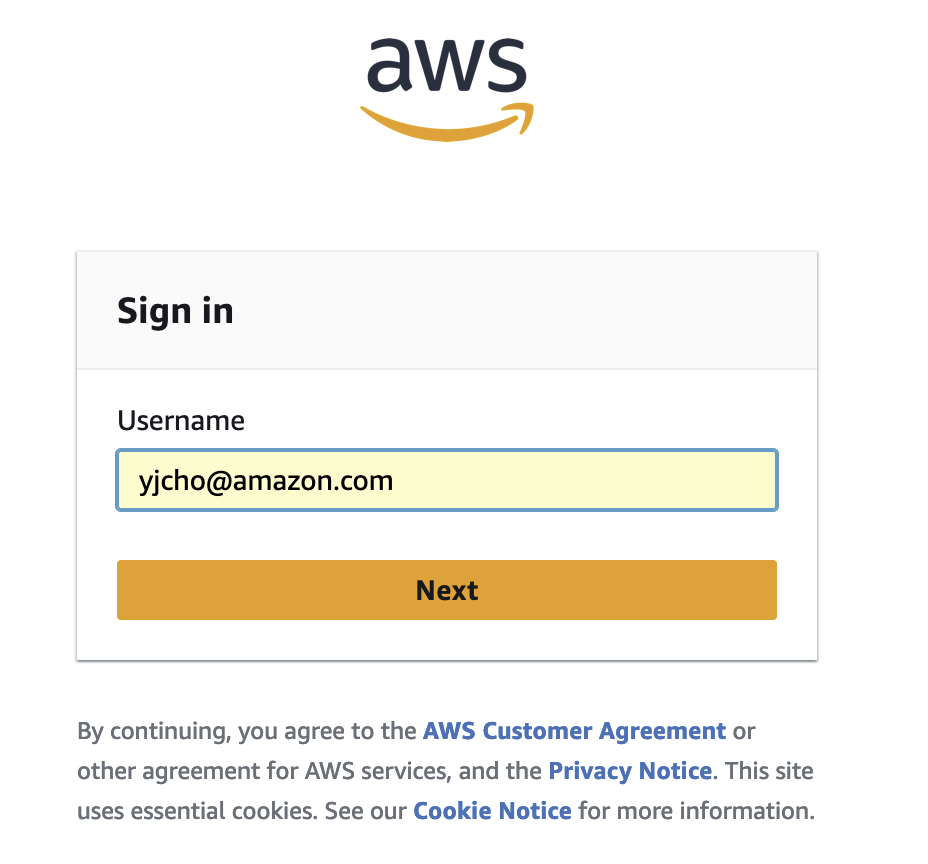 aws
Sign in
Username
yjcho@amazon.com
Next
By continuing, you agree to the AWS Customer Agreement or
other agreement for AWS services, and the Privacy Notice. This site
uses essential cookies. See our Cookie Notice for more information.